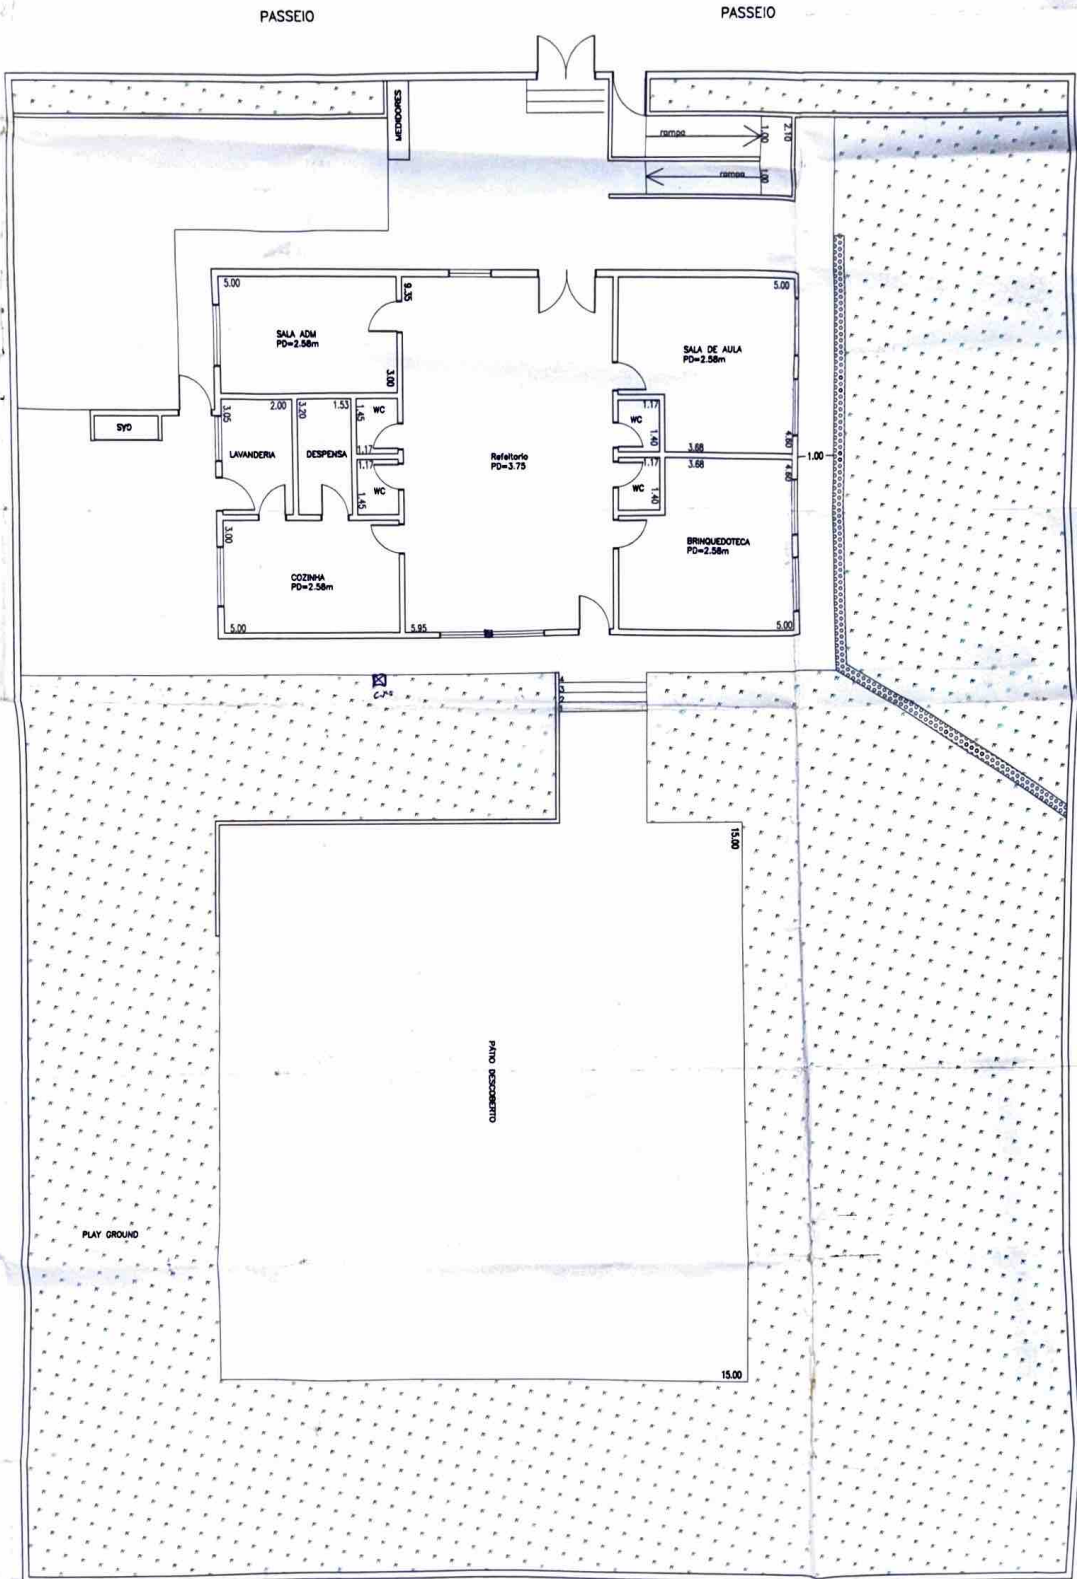 PASSEIO
PASSEIO
MEDIDORES
rampa
1.00
2.10
rampa
1.00
5.00
9.35
5.00
SALA ADM
PD=2.58m
3.00
SALA DE AULA
PD=2.58m
GAS
3.05
2.00
3.20
1.53
1.45
WC
1.17
LAVANDERIA
DESPENSA
1.17
WC
1.40
3.68
4.60
1.00
Refeitorio
PD=3.75
1.17
WC
1.45
1.17
WC
1.40
3.68
4.60
BRINQUEDOTECA
PD=2.58m
3.00
COZINHA
PD=2.58m
5.00
5.95
5.00
15.00
PÁTIO DESCOBERTO
PLAY GROUND
15.00